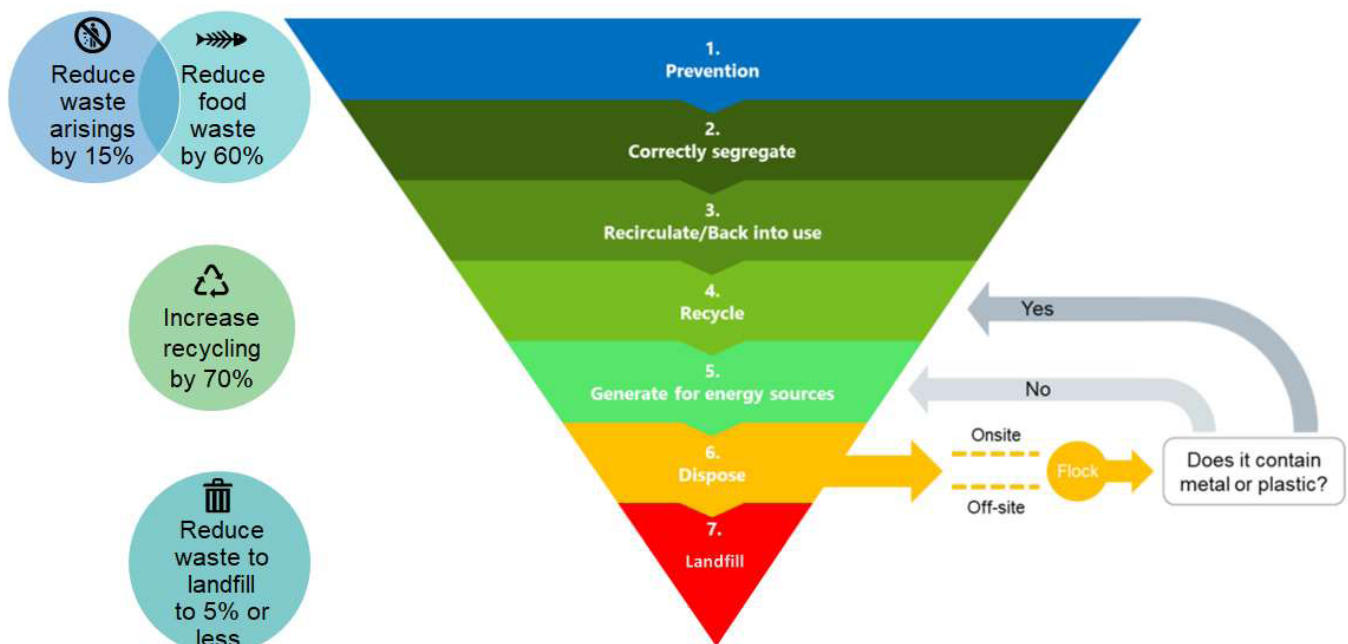 Reduce
waste
arisings
by 15%
Reduce
food
waste
by 60%
1.
Prevention
2.
Correctly segregate
3.
Recirculate/Back into use
Increase
recycling
by 70%
4.
Recycle
Yes
5.
Generate for energy sources
No
6.
Dispose
Onsite
Off-site
Flock
Does it contain
metal or plastic?
Reduce
waste to
landfill
to 5% or
less
7.
Landfill